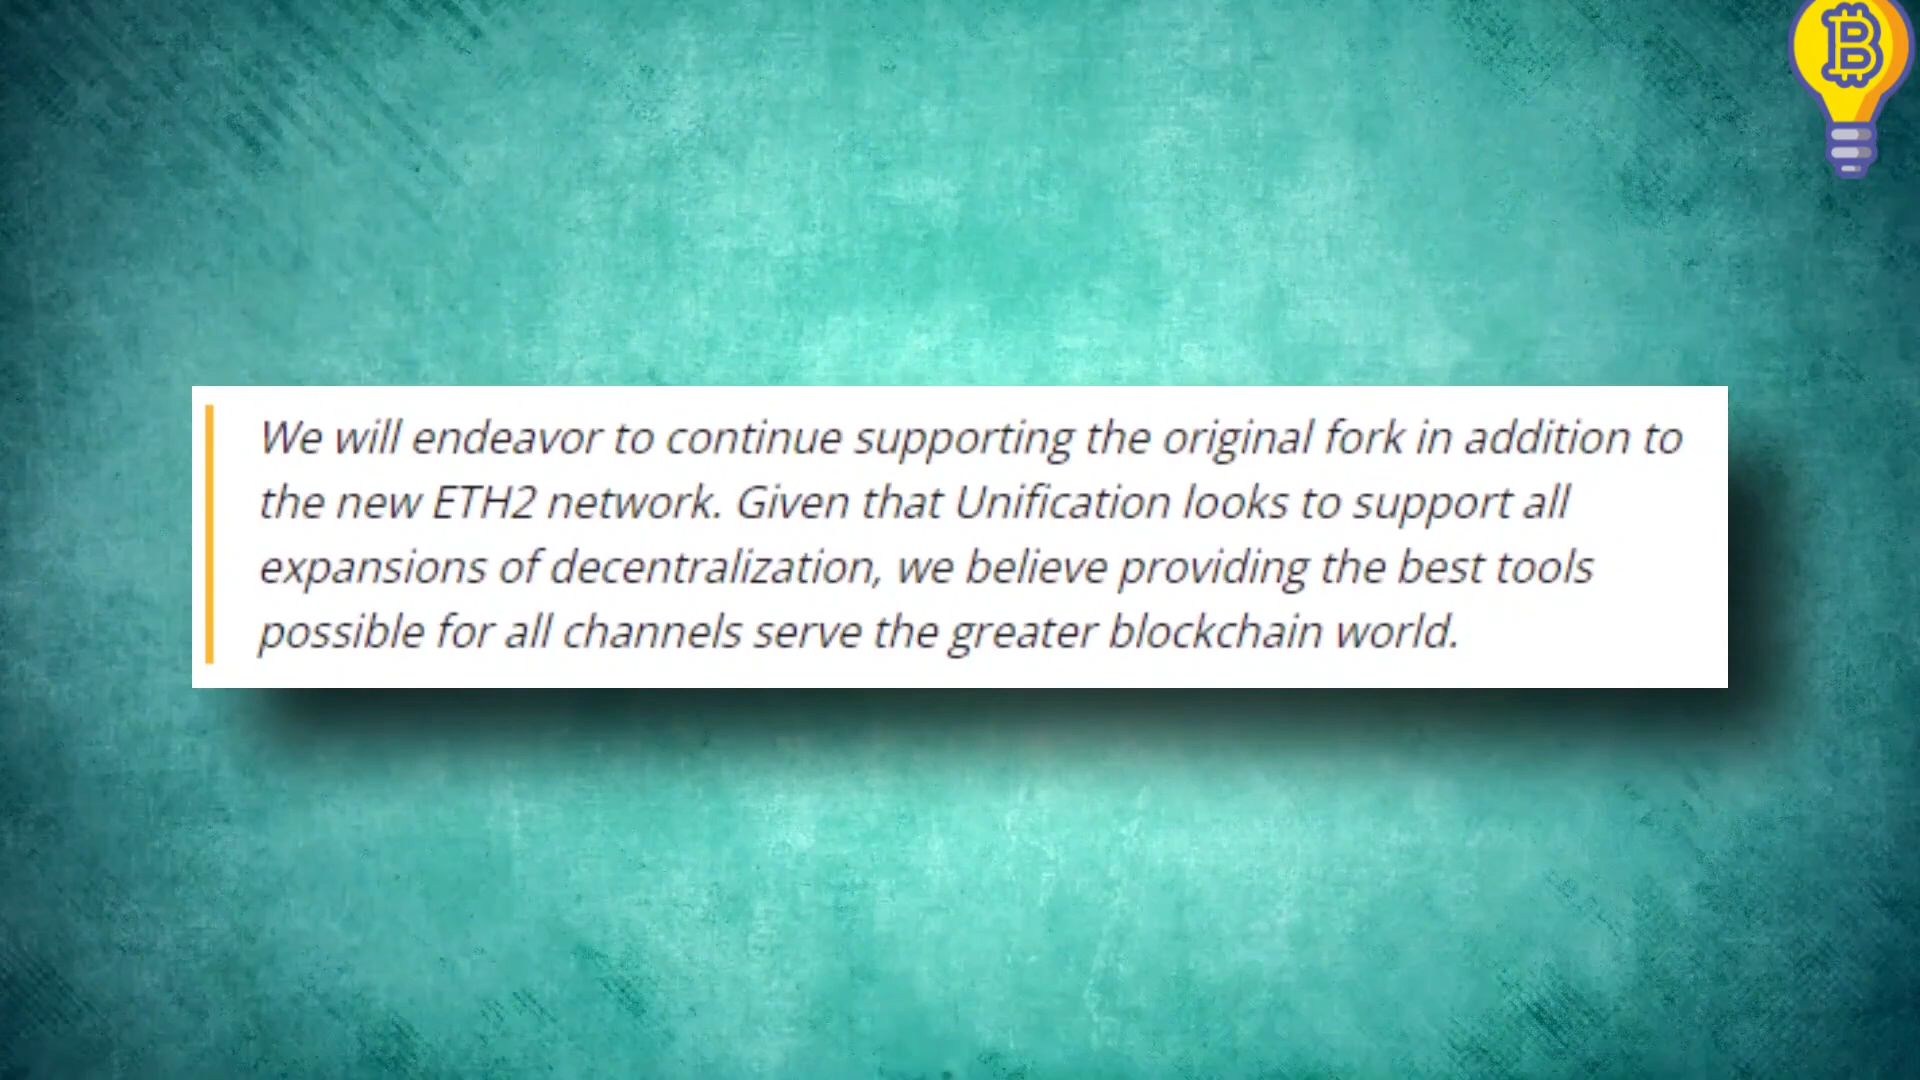 We will endeavor to continue supporting the original fork in addition to
the new ETH2 network. Given that Unification looks to support all
expansions of decentralization, we believe providing the best tools
possible for all channels serve the greater blockchain world.